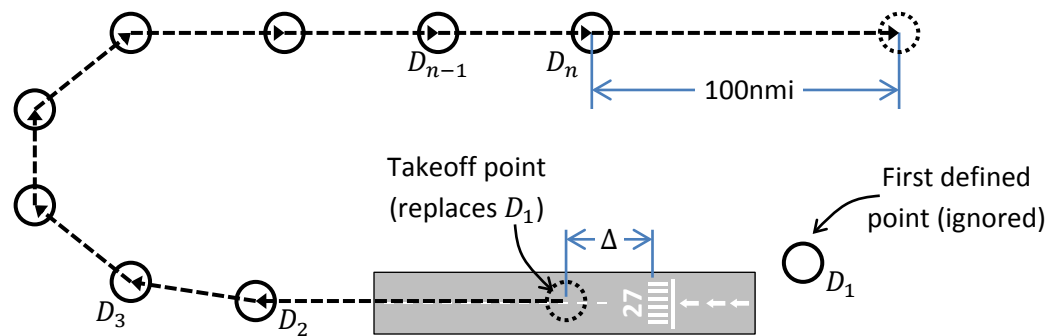 D_{n-1}
D_n
100nmi
Takeoff point
(replaces D_1)
First defined
point (ignored)
Δ
D_1
27
D_3
D_2